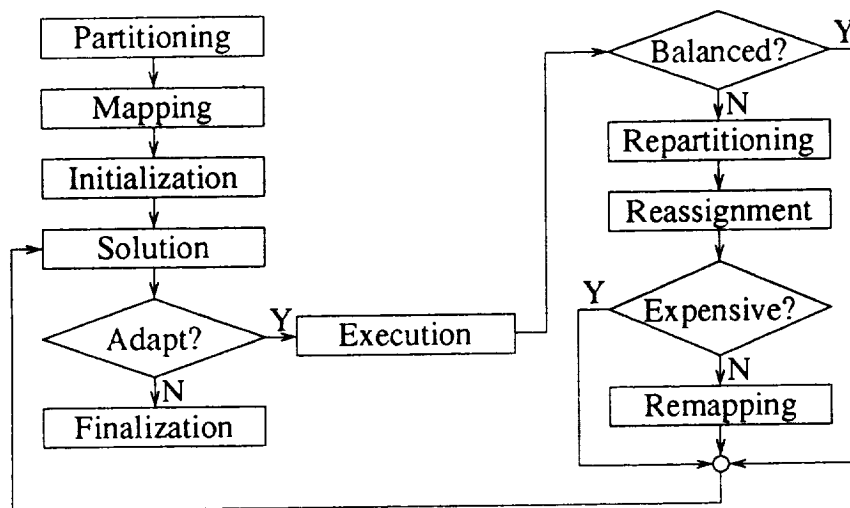 Partitioning
Mapping
Initialization
Solution
Adapt?
Y
N
Finalization
Execution
Balanced?
Y
N
Repartitioning
Reassignment
Expensive?
Y
N
Remapping